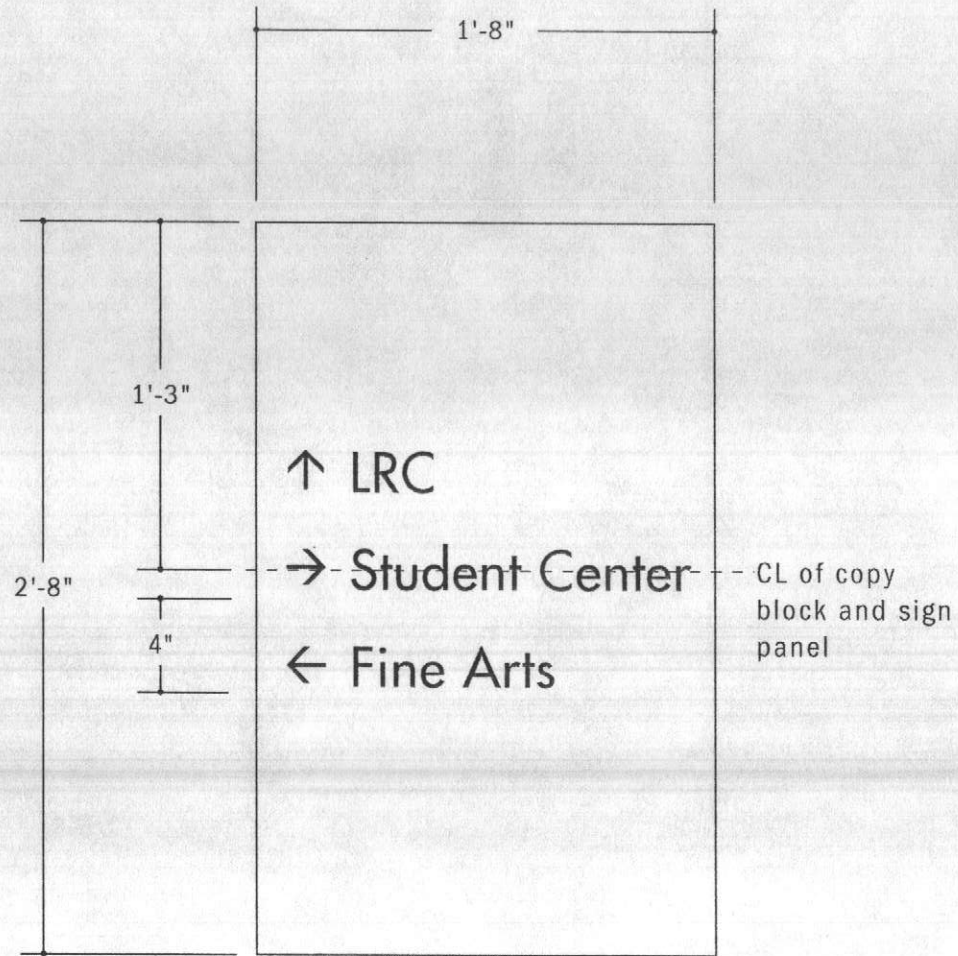 1'-8"
1'-3"
↑ LRC
2'-8"
→ Student Center
CL of copy
block and sign
panel
4"
← Fine Arts